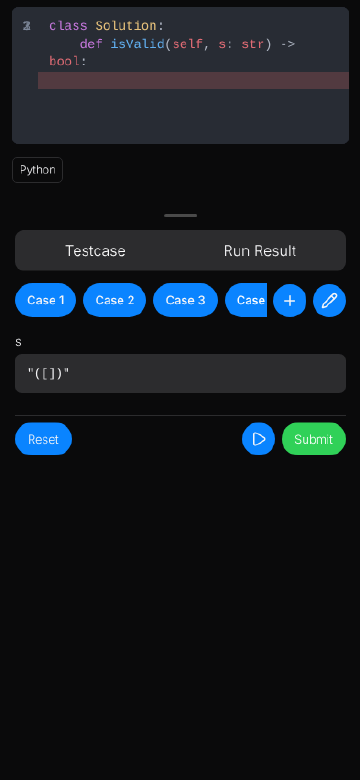 class Solution:
def isValid(self, s: str) ->
bool:
Python
Testcase
Run Result
Case 1
Case 2
Case 3
Case
s
"([])"
Reset
Submit